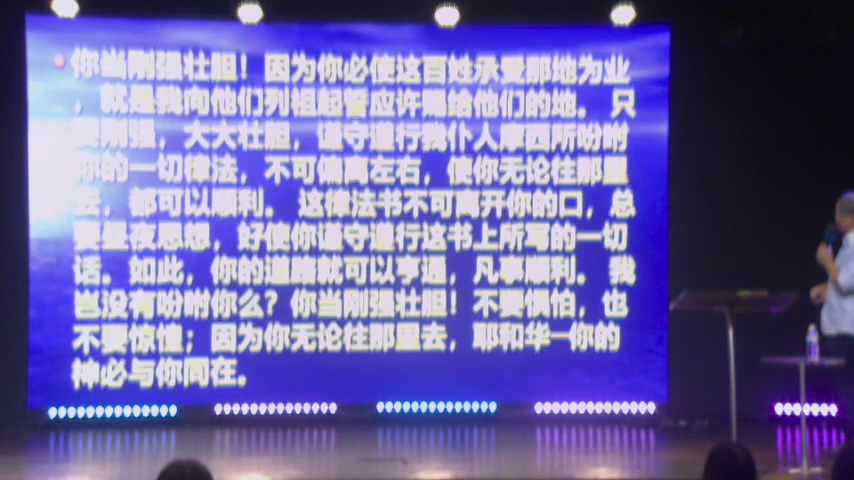 你当刚强壮胆！因为你必使这百姓承受那地为业
，就是我向他们列祖起誓应许赐给他们的地。 只
要刚强，大大壮胆，谨守遵行我仆人摩西所吩咐
你的一切律法，不可偏离左右，使你无论往那里
去，都可以顺利。 这律法书不可离开你的口，总
要昼夜思想，好使你谨守遵行这书上所写的一切
话。如此，你的道路就可以亨通，凡事顺利。 我
岂没有吩咐你么？你当刚强壮胆！不要惧怕，也
不要惊惶；因为你无论往那里去，耶和华─你的
神必与你同在。